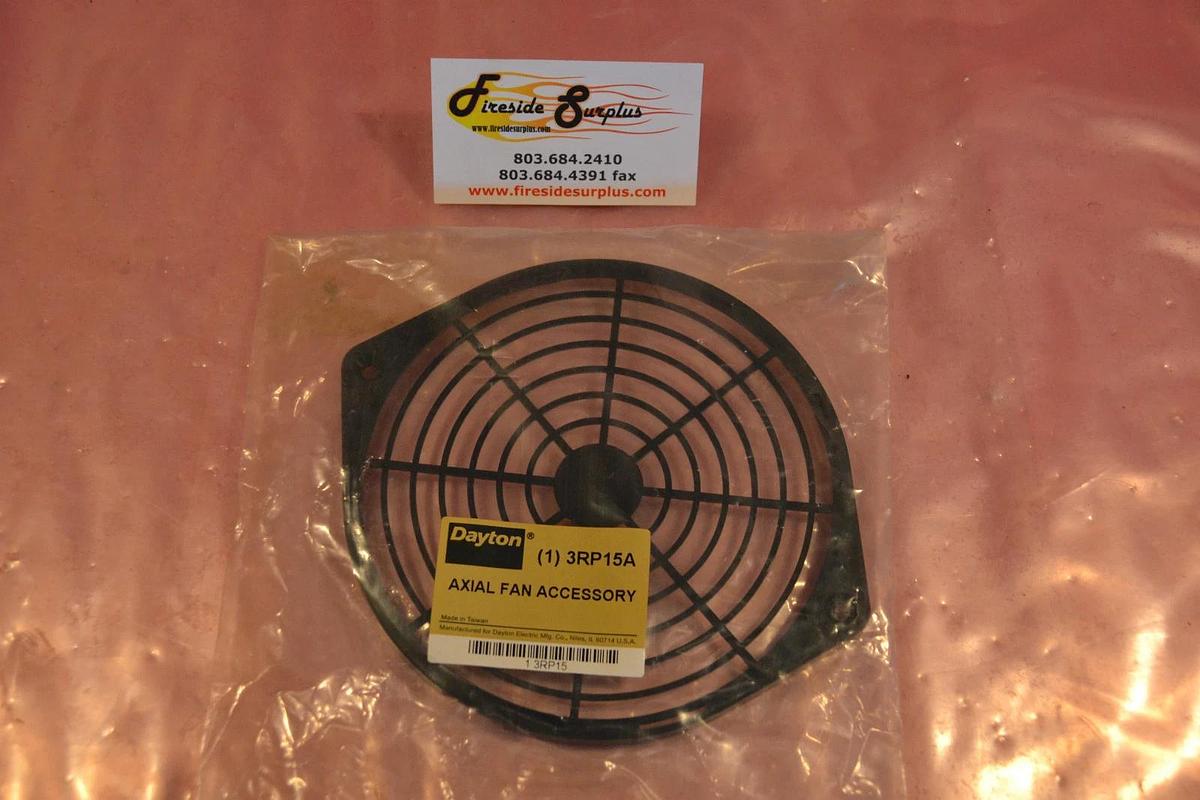 Fireside Surplus
www.firesidesurplus.com
803.684.2410
803.684.4391 fax
www.firesidesurplus.com
Dayton®
(1) 3RP15A
AXIAL FAN ACCESSORY
Made in Taiwan
Manufactured for Dayton Electric Mfg. Co., Niles, IL 60714 U.S.A.
1 3RP15